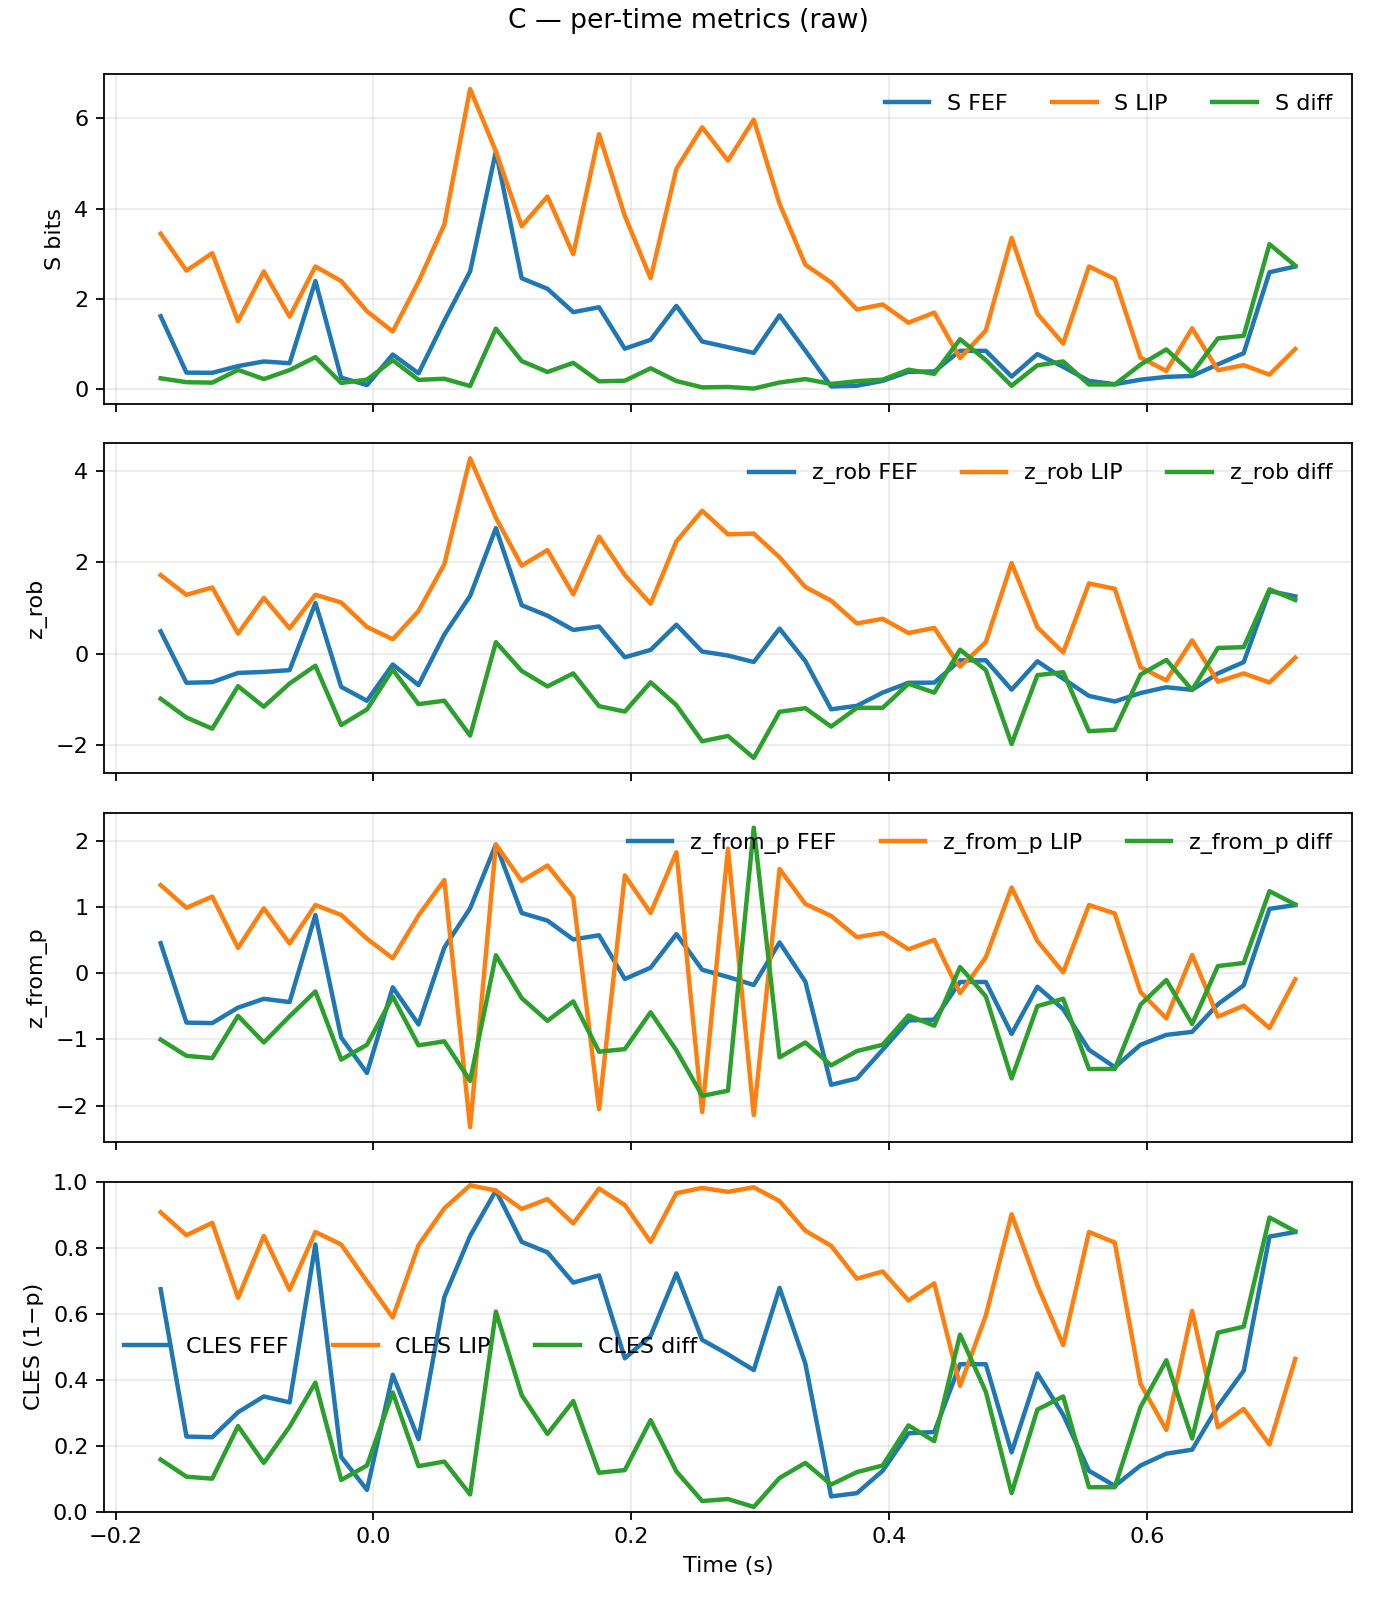 C — per-time metrics (raw)
S FEF S LIP S diff
6
4
2
0
S bits
z_rob FEF z_rob LIP z_rob diff
4
2
0
−2
z_rob
z_from_p FEF z_from_p LIP z_from_p diff
2
1
0
−1
−2
z_from_p
1.0
0.8
0.6
0.4
0.2
0.0
CLES (1−p)
CLES FEF CLES LIP CLES diff
−0.2 0.0 0.2 0.4 0.6
Time (s)